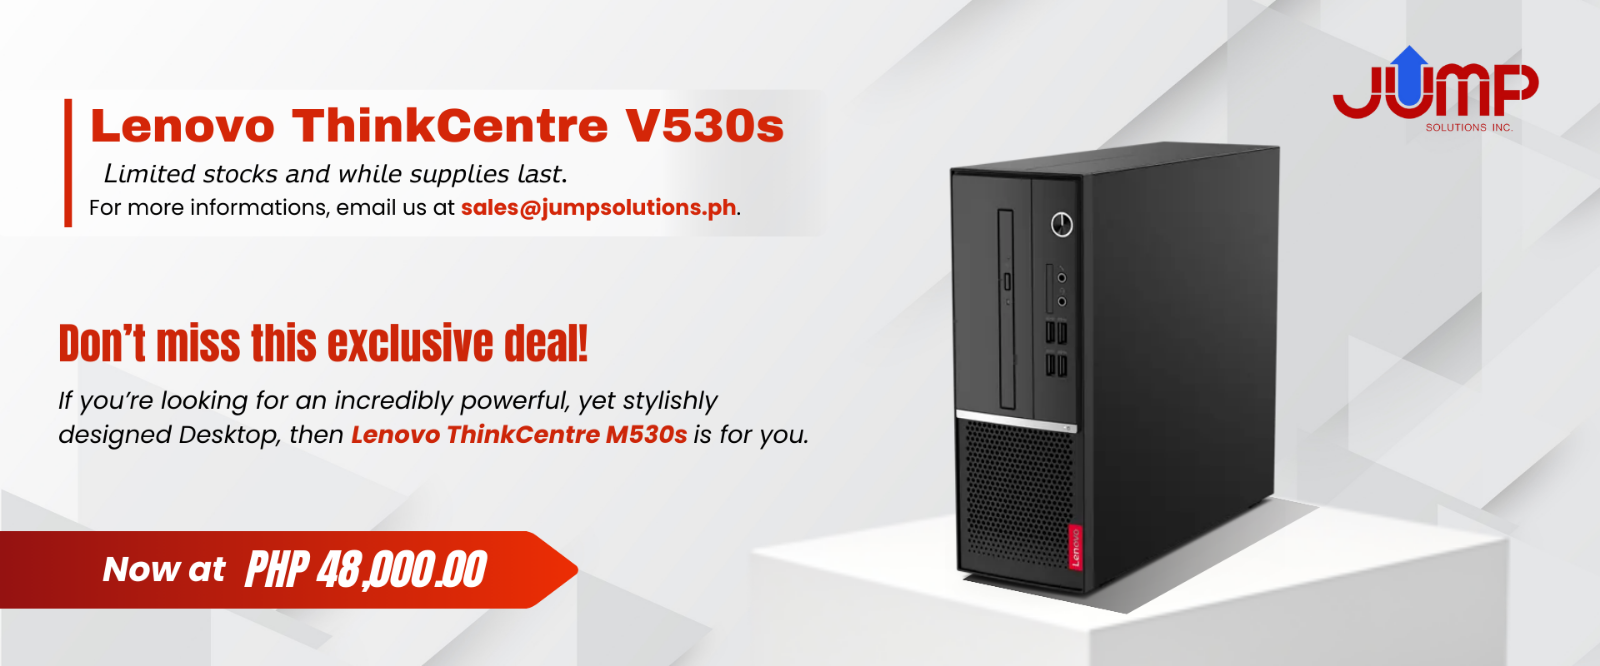 Lenovo ThinkCentre V530s
Limited stocks and while supplies last.
For more informations, email us at sales@jumpsolutions.ph.
JUMP
SOLUTIONS INC.
Don't miss this exclusive deal!
If you're looking for an incredibly powerful, yet stylishly
designed Desktop, then Lenovo ThinkCentre M530s is for you.
Now at PHP 48,000.00
Lenovo